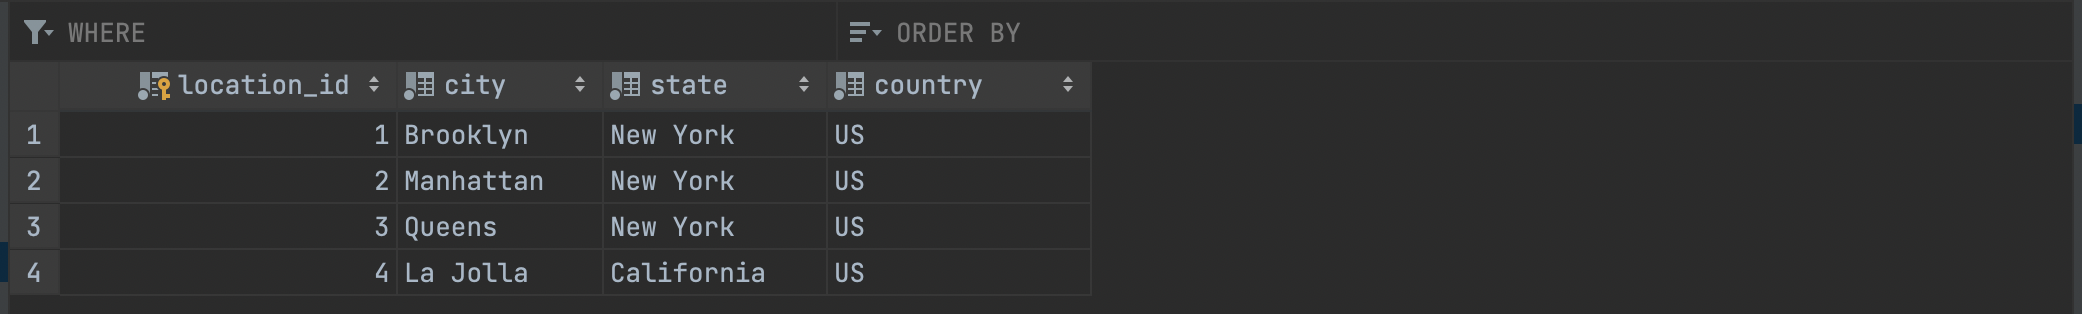 WHERE ORDER BY
location_id city state country
1 1 Brooklyn New York US
2 2 Manhattan New York US
3 3 Queens New York US
4 4 La Jolla California US